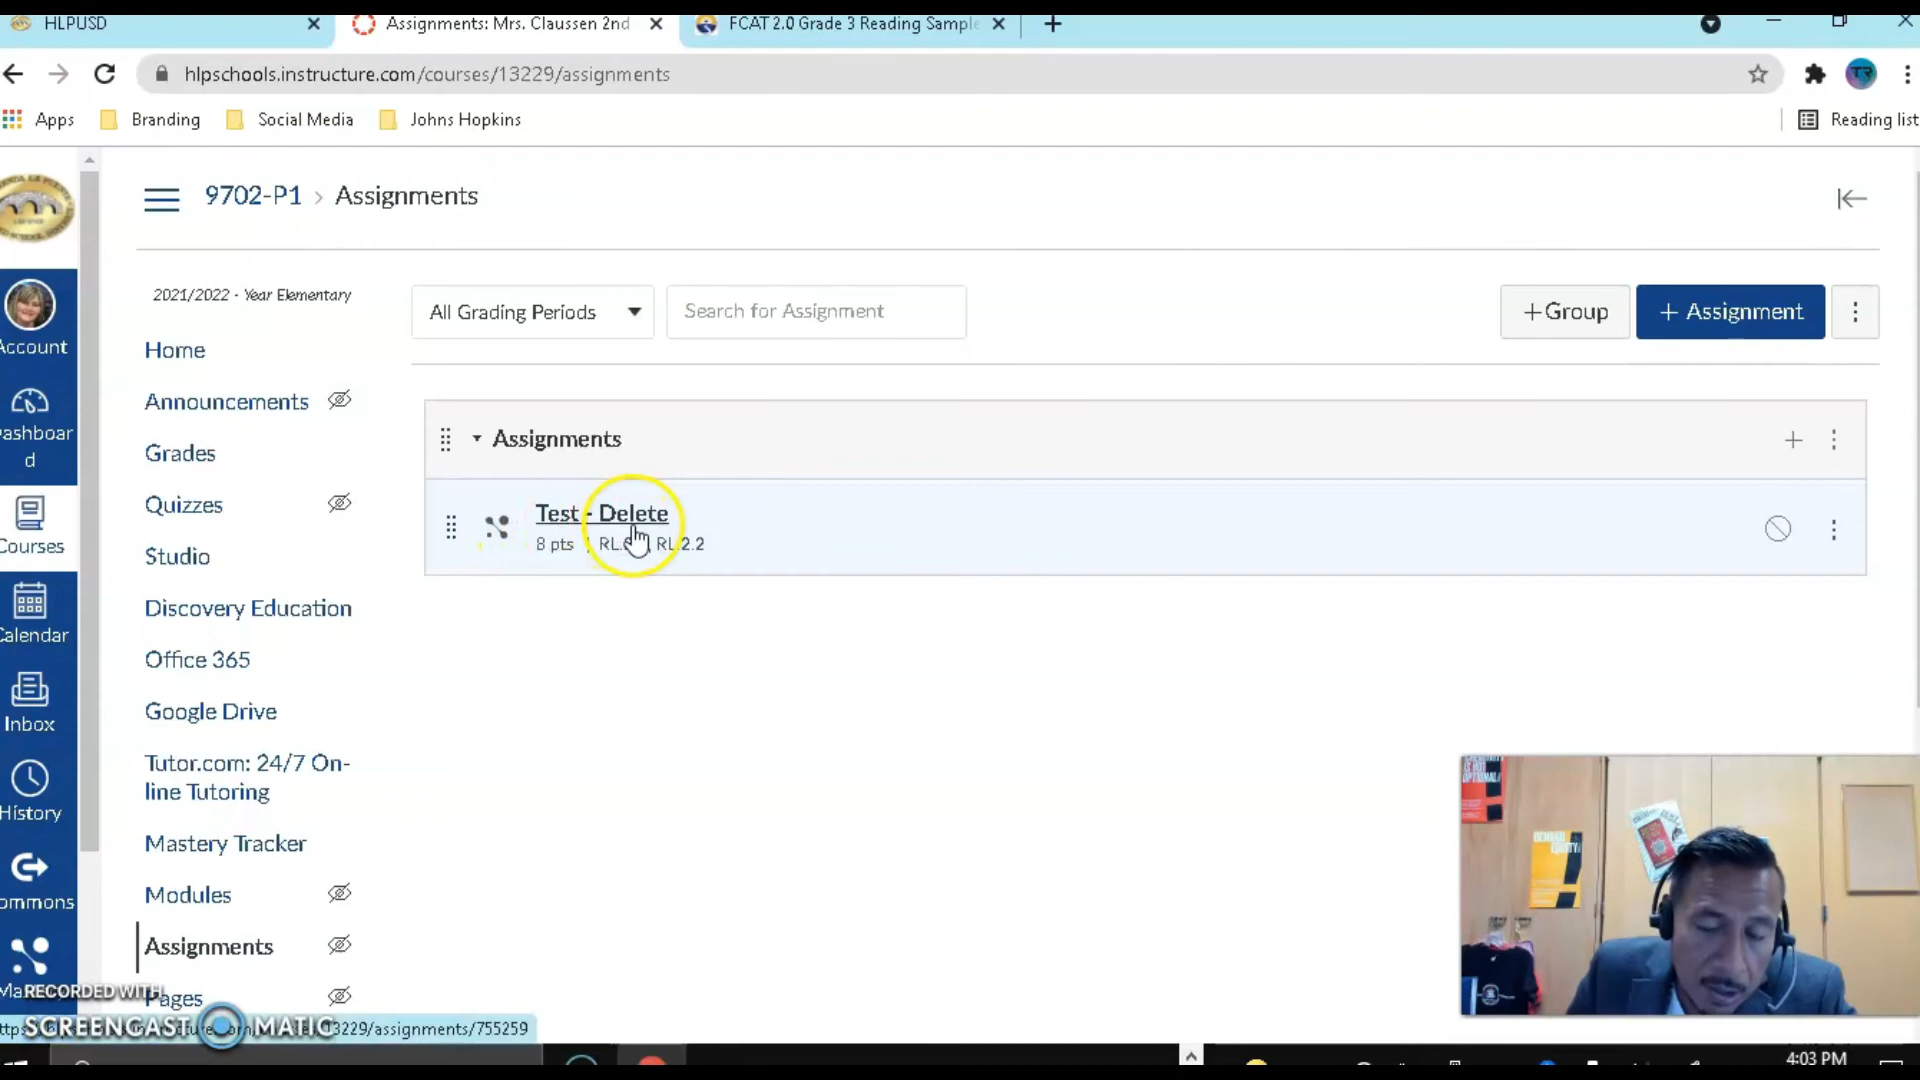 HLPUSD
Assignments: Mrs. Claussen 2nd
FCAT 2.0 Grade 3 Reading Sample
hlpschools.instructure.com/courses/13229/assignments
Apps
Branding
Social Media
Johns Hopkins
Reading list
9702-P1 > Assignments
2021/2022 - Year Elementary
All Grading Periods
Search for Assignment
+Group
+ Assignment
Home
Announcements
Grades
Quizzes
Studio
Discovery Education
Office 365
Google Drive
Tutor.com: 24/7 On-
line Tutoring
Mastery Tracker
Modules
Assignments
Pages
Account
ashboar
d
Courses
Calendar
Inbox
History
ommons
Assignments
Test - Delete
8 pts
RL.2.2
RECORDED WITH
SCREENCAST MATIC
13229/assignments/755259
4:03 PM